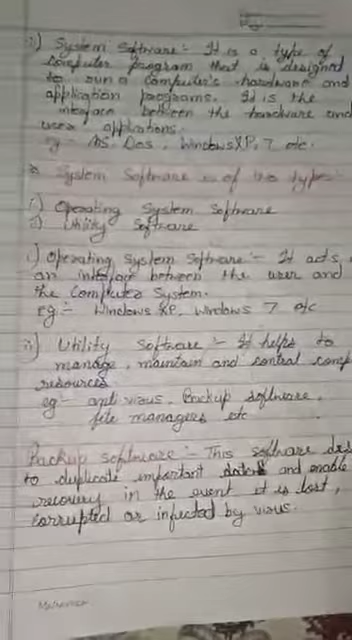 i) System Software :- It is a type of
computer program that is designed
to run a computer's hardware and
application programs. It is the
interface between the hardware and
user applications.
eg :- Ms Dos, Windows XP, 7 etc.
System Software is of two types :-
i) Operating System Software
ii) Utility Software
i) Operating System Software :- It acts
an interface between the user and
the Computer System.
eg :- Windows XP, Windows 7 etc
ii) Utility Software :- It helps to
manage, maintain and control comp
resources
eg :- anti virus, Backup software,
file managers etc
Backup software :- This software des
to duplicate important and enable
recovery in the event it is lost,
corrupted or infected by virus.